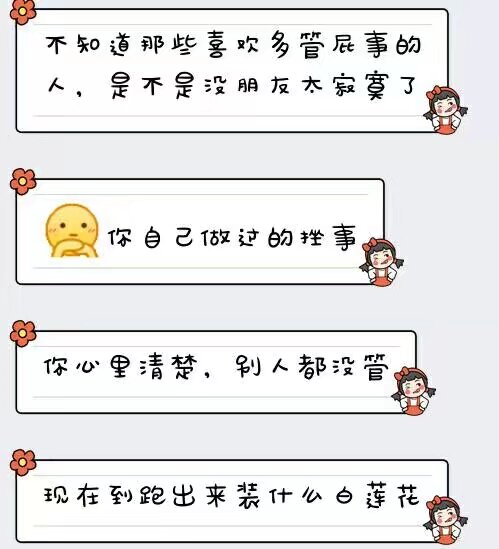 不知道那些喜欢多管屁事的
人，是不是没朋友太寂寞了
你自己做过的挫事
你心里清楚，别人都没管
现在到跑出来装什么白莲花